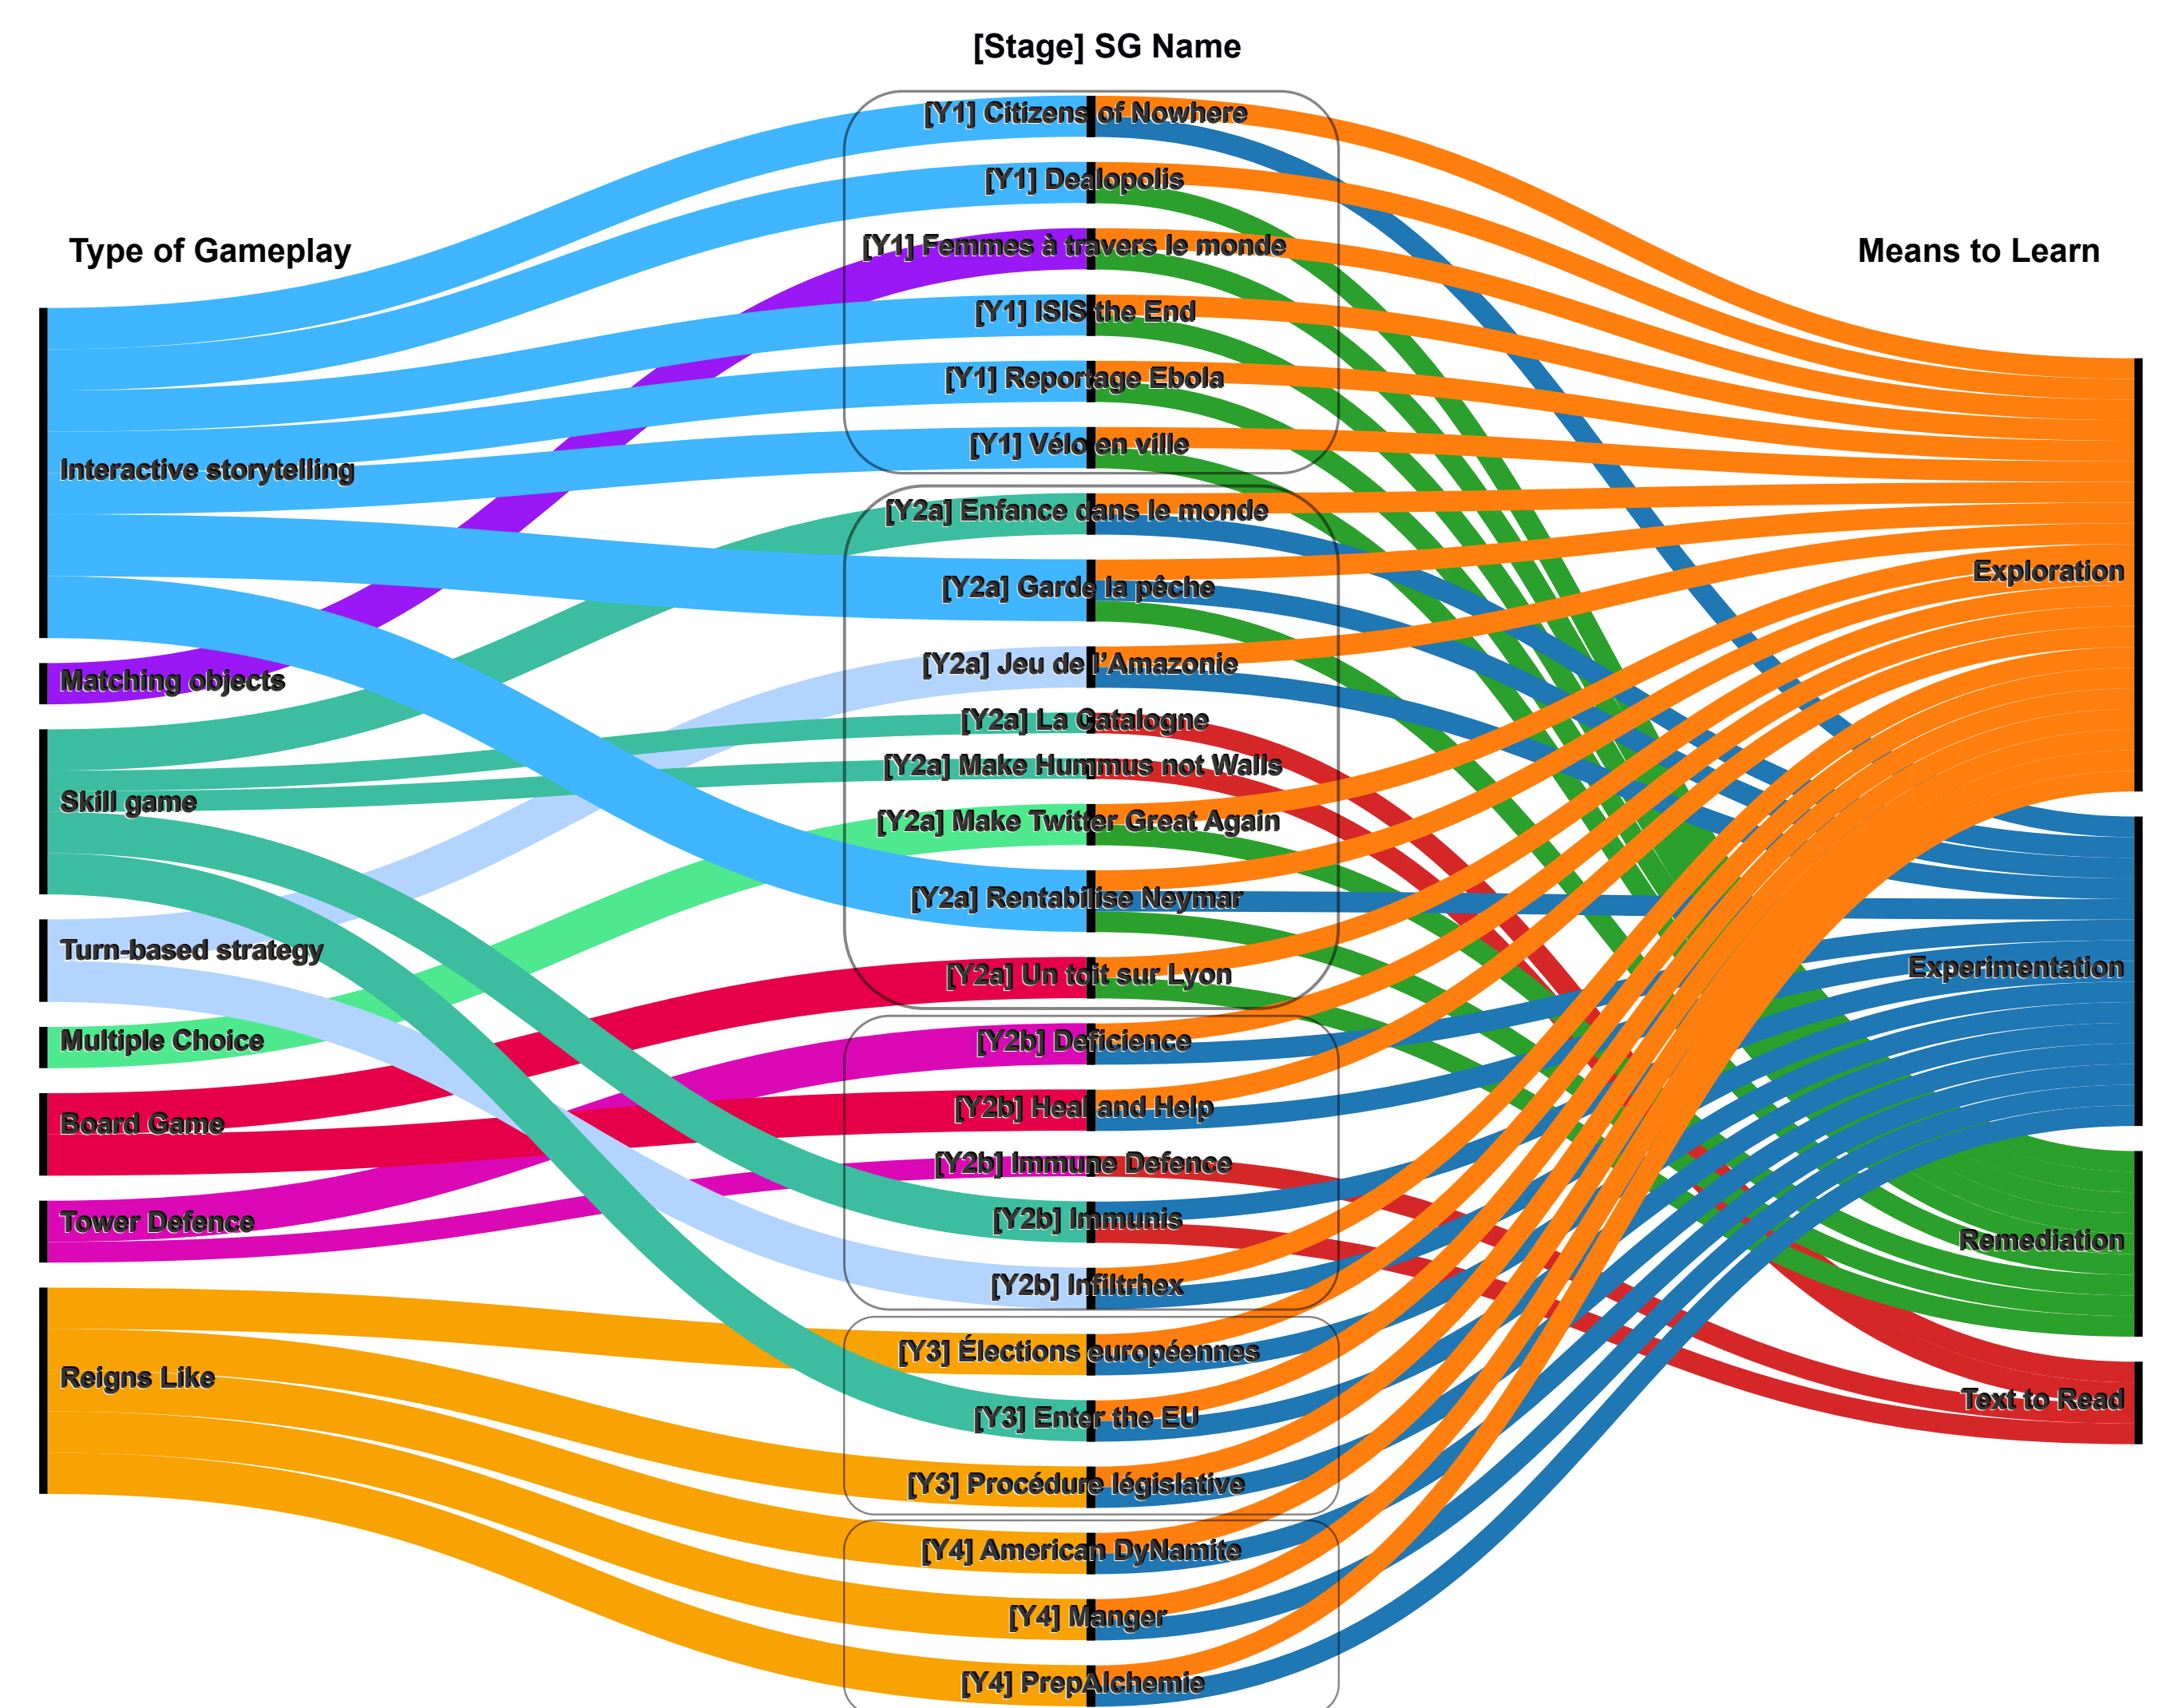 [Stage] SG Name
Type of Gameplay
Means to Learn
Interactive storytelling
Matching objects
Skill game
Turn-based strategy
Multiple Choice
Board Game
Tower Defence
Reigns Like
[Y1] Citizens of Nowhere
[Y1] Dealopolis
[Y1] Femmes à travers le monde
[Y1] ISIS the End
[Y1] Reportage Ebola
[Y1] Vélo en ville
[Y2a] Enfance dans le monde
[Y2a] Garde la pêche
[Y2a] Jeu de l'Amazonie
[Y2a] La Catalogne
[Y2a] Make Hummus not Walls
[Y2a] Make Twitter Great Again
[Y2a] Rentabilise Neymar
[Y2a] Un toit sur Lyon
[Y2b] Deficience
[Y2b] Heal and Help
[Y2b] Immune Defence
[Y2b] Immunis
[Y2b] Infiltrhex
[Y3] Élections européennes
[Y3] Enter the EU
[Y3] Procédure législative
[Y4] American DyNamite
[Y4] Manger
[Y4] PrepAlchemie
Exploration
Experimentation
Remediation
Text to Read